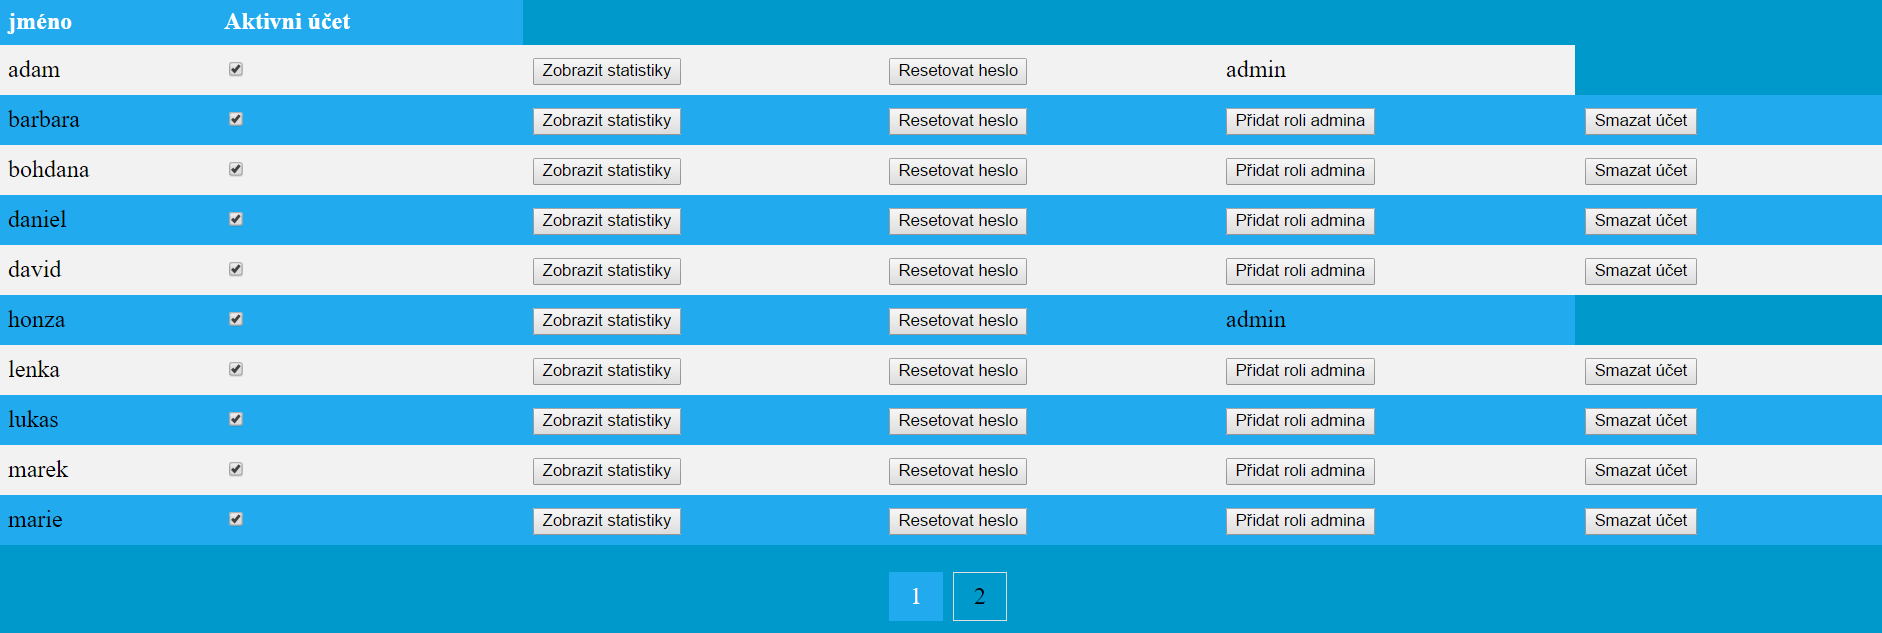 jméno Aktivni účet
adam Zobrazit statistiky Resetovat heslo admin
barbara Zobrazit statistiky Resetovat heslo Přidat roli admina Smazat účet
bohdana Zobrazit statistiky Resetovat heslo Přidat roli admina Smazat účet
daniel Zobrazit statistiky Resetovat heslo Přidat roli admina Smazat účet
david Zobrazit statistiky Resetovat heslo Přidat roli admina Smazat účet
honza Zobrazit statistiky Resetovat heslo admin
lenka Zobrazit statistiky Resetovat heslo Přidat roli admina Smazat účet
lukas Zobrazit statistiky Resetovat heslo Přidat roli admina Smazat účet
marek Zobrazit statistiky Resetovat heslo Přidat roli admina Smazat účet
marie Zobrazit statistiky Resetovat heslo Přidat roli admina Smazat účet
1 2